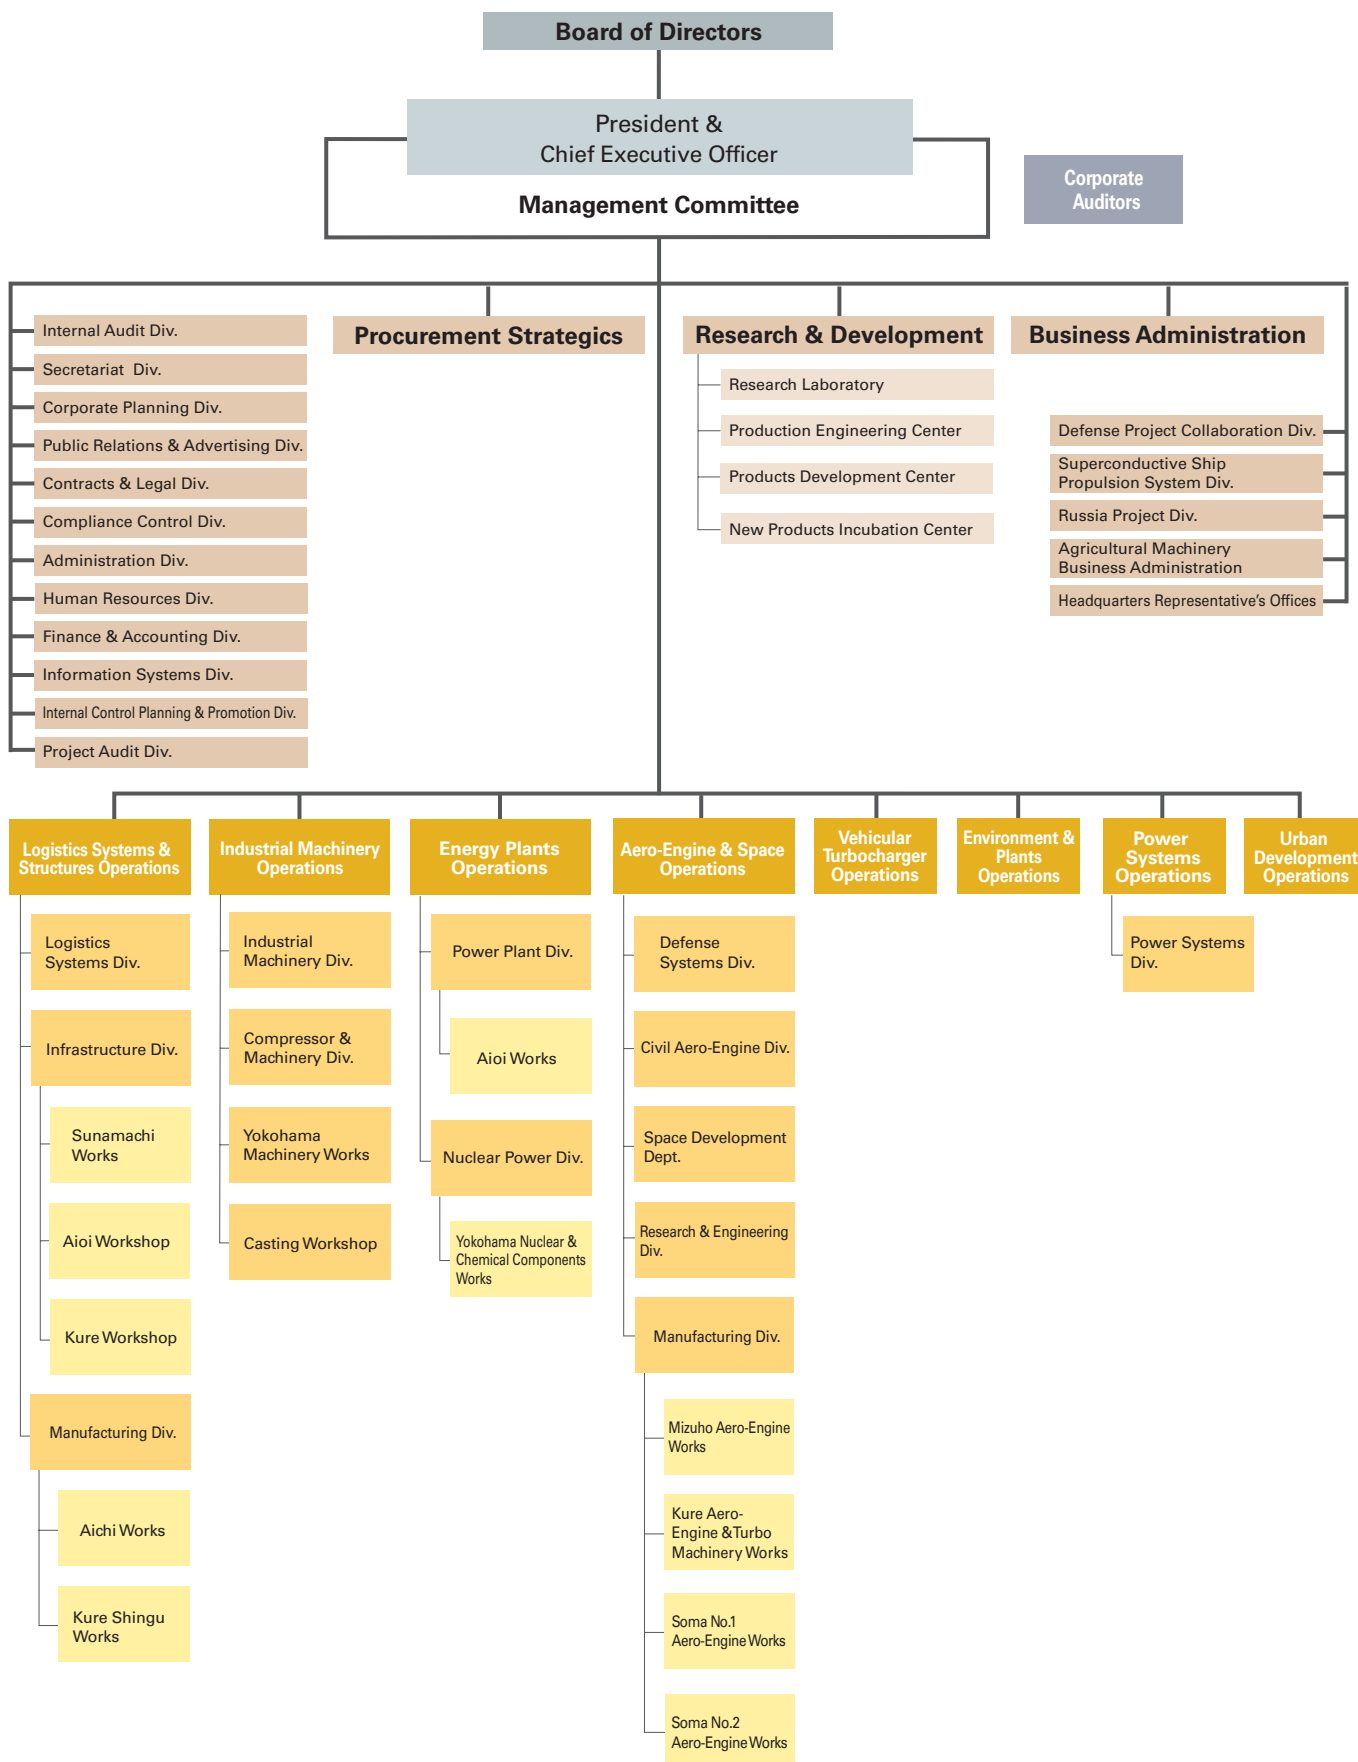 Board of Directors
President &
Chief Executive Officer
Management Committee
Corporate
Auditors
Internal Audit Div.
Secretariat Div.
Corporate Planning Div.
Public Relations & Advertising Div.
Contracts & Legal Div.
Compliance Control Div.
Administration Div.
Human Resources Div.
Finance & Accounting Div.
Information Systems Div.
Internal Control Planning & Promotion Div.
Project Audit Div.
Procurement Strategics
Research & Development
Research Laboratory
Production Engineering Center
Products Development Center
New Products Incubation Center
Business Administration
Defense Project Collaboration Div.
Superconductive Ship
Propulsion System Div.
Russia Project Div.
Agricultural Machinery
Business Administration
Headquarters Representative's Offices
Logistics Systems &
Structures Operations
Logistics
Systems Div.
Infrastructure Div.
Sunamachi
Works
Aioi Workshop
Kure Workshop
Manufacturing Div.
Aichi Works
Kure Shingu
Works
Industrial Machinery
Operations
Industrial
Machinery Div.
Compressor &
Machinery Div.
Yokohama
Machinery Works
Casting Workshop
Energy Plants
Operations
Power Plant Div.
Aioi Works
Nuclear Power Div.
Yokohama Nuclear &
Chemical Components
Works
Aero-Engine & Space
Operations
Defense
Systems Div.
Civil Aero-Engine Div.
Space Development
Dept.
Research & Engineering
Div.
Manufacturing Div.
Mizuho Aero-Engine
Works
Kure Aero-
Engine & Turbo
Machinery Works
Soma No.1
Aero-Engine Works
Soma No.2
Aero-Engine Works
Vehicular
Turbocharger
Operations
Environment &
Plants
Operations
Power
Systems
Operations
Power Systems
Div.
Urban
Development
Operations